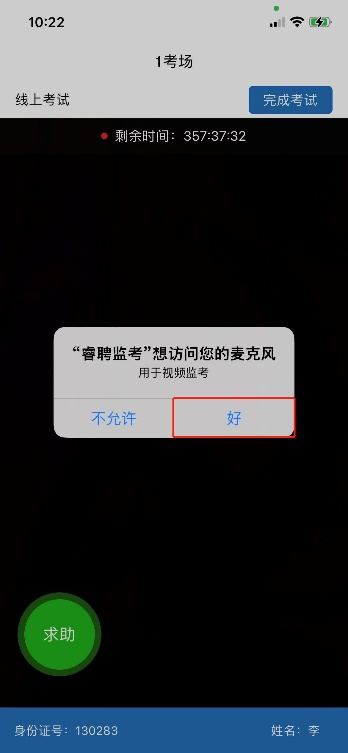 10:22
1考场
线上考试
完成考试
剩余时间：357:37:32
“睿聘监考”想访问您的麦克风
用于视频监考
不允许
好
求助
身份证号：130283
姓名：李